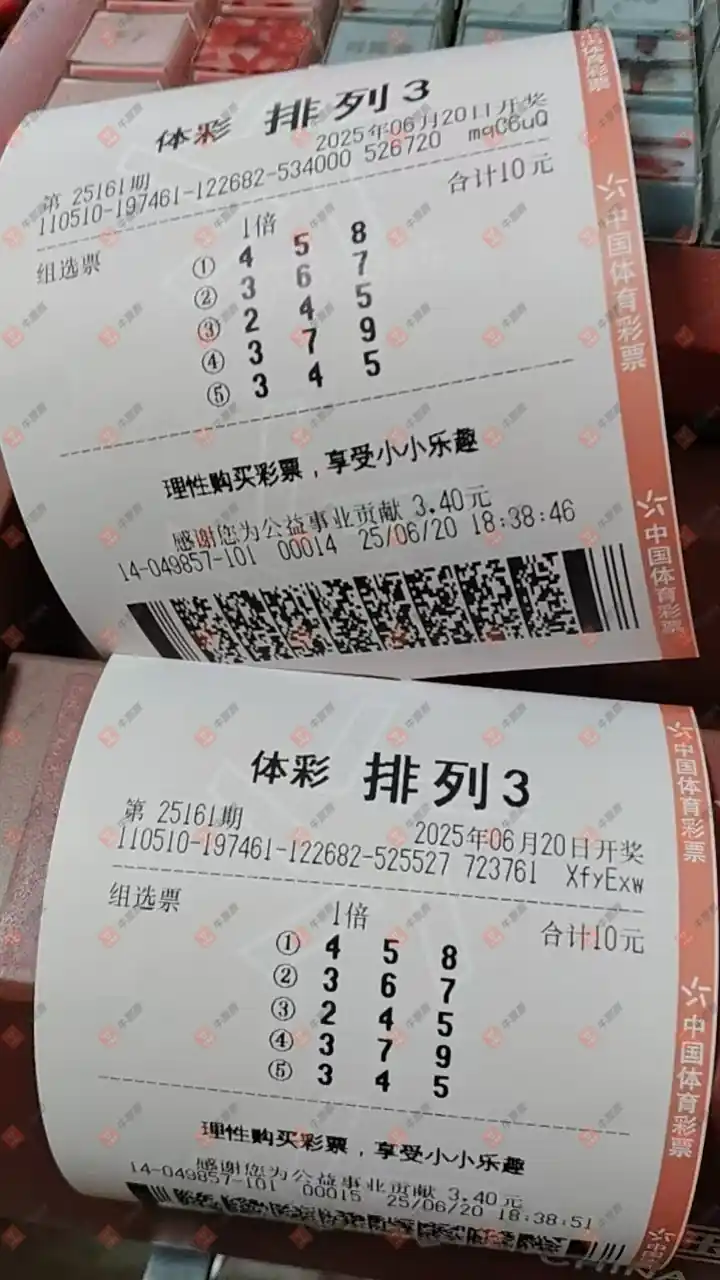 体彩 排列3
第 25161期
2025年06月20日开奖
110510-197461-122682-534000 526720 mqC6uQ
组选票
1倍
合计10元
① 4 5 8
② 3 6 7
③ 2 4 5
④ 3 7 9
⑤ 3 4 5
理性购买彩票，享受小小乐趣
感谢您为公益事业贡献 3.40元
14-049857-101 00014 25/06/20 18:38:46
中国体育彩票
中国体育彩票
体彩 排列3
第 25161期
2025年06月20日开奖
110510-197461-122682-525527 723761 XfyExw
组选票
1倍
合计10元
① 4 5 8
② 3 6 7
③ 2 4 5
④ 3 7 9
⑤ 3 4 5
理性购买彩票，享受小小乐趣
感谢您为公益事业贡献 3.40元
14-049857-101 00015 25/06/20 18:38:51
中国体育彩票
中国体育彩票